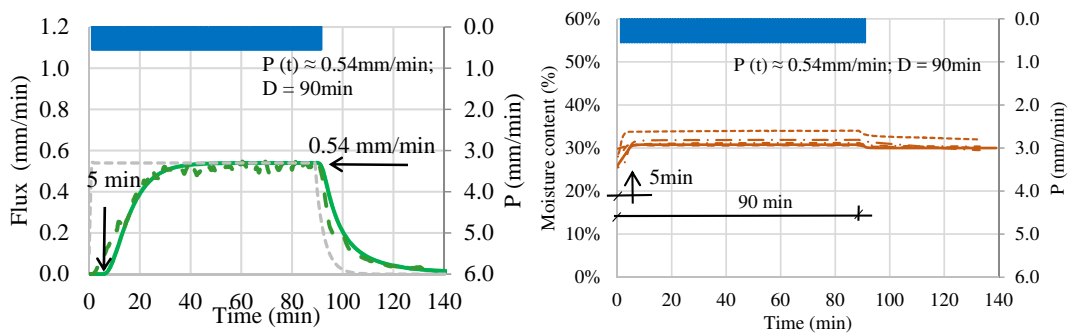 1.2
1.0
0.8
0.6
0.4
0.2
0.0
Flux (mm/min)
0.0
1.0
2.0
3.0
4.0
5.0
6.0
P (mm/min)
P (t) ≈ 0.54mm/min;
D = 90min
0.54 mm/min
5 min
0 20 40 60 80 100 120 140
Time (min)
60%
50%
40%
30%
20%
10%
0%
Moisture content (%)
0.0
1.0
2.0
3.0
4.0
5.0
6.0
P (mm/min)
P (t) ≈ 0.54mm/min; D = 90min
5min
90 min
0 20 40 60 80 100 120 140
Time (min)